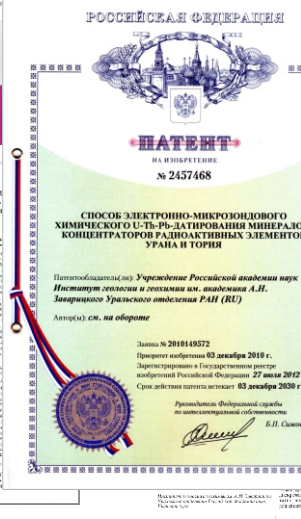 РОССИЙСКАЯ ФЕДЕРАЦИЯ
ПАТЕНТ
НА ИЗОБРЕТЕНИЕ
№ 2457468
СПОСОБ ЭЛЕКТРОННО-МИКРОЗОНДОВОГО
ХИМИЧЕСКОГО U-Th-Pb-ДАТИРОВАНИЯ МИНЕРАЛО
КОНЦЕНТРАТОРОВ РАДИОАКТИВНЫХ ЭЛЕМЕНТО
УРАНА И ТОРИЯ
Патентообладатель(ли): Учреждение Российской академии наук
Институт геологии и геохимии им. академика А.Н.
Заварицкого Уральского отделения РАН (RU)
Автор(ы): см. на обороте
Заявка № 2010149572
Приоритет изобретения 03 декабря 2010 г.
Зарегистрировано в Государственном реестре
изобретений Российской Федерации 27 июля 2012
Срок действия патента истекает 03 декабря 2030 г
Руководитель Федеральной службы
по интеллектуальной собственности
Б.П. Симон